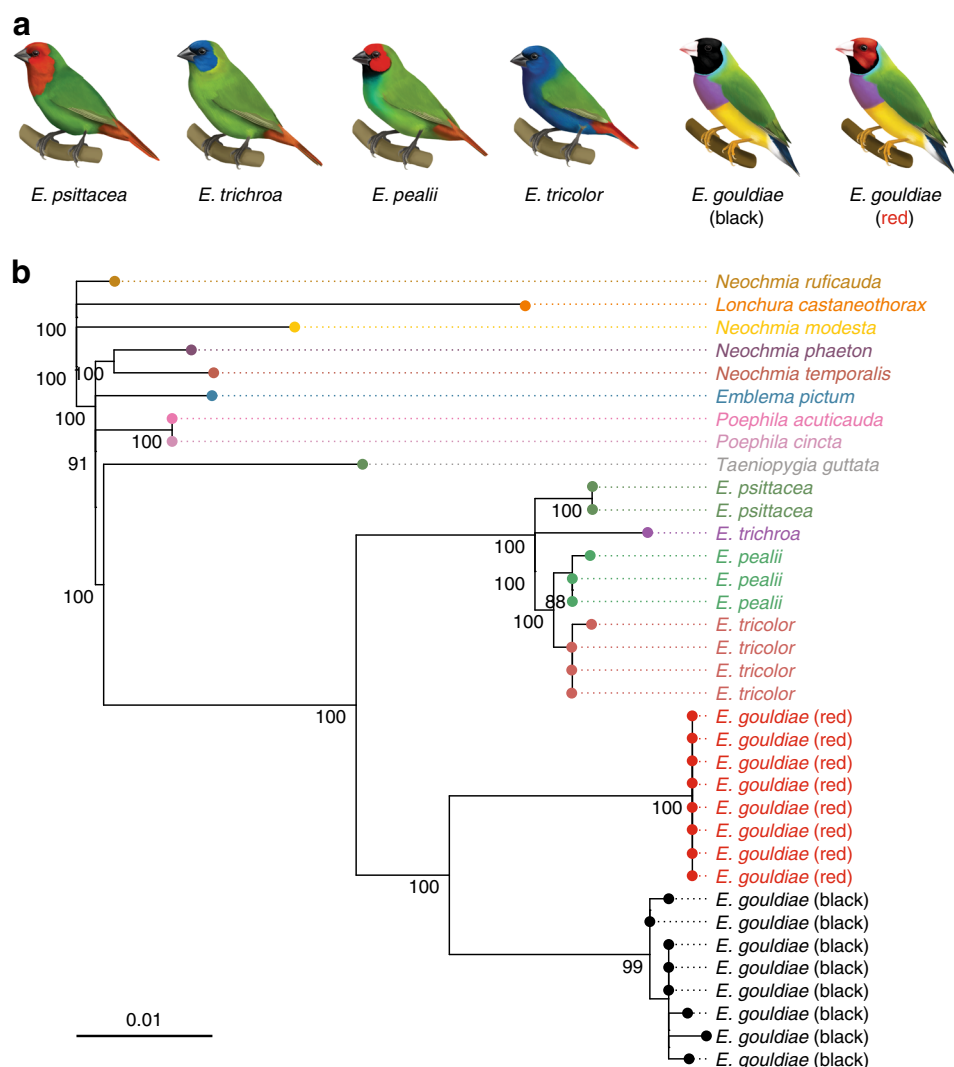 a
E. psittacea
E. trichroa
E. pealii
E. tricolor
E. gouldiae
(black)
E. gouldiae
(red)
b
Neochmia ruficauda
Lonchura castaneothorax
100
Neochmia modesta
Neochmia phaeton
100
100
Neochmia temporalis
Emblema pictum
100
Poephila acuticauda
100
Poephila cincta
91
Taeniopygia guttata
E. psittacea
100
E. psittacea
E. trichroa
100
E. pealii
100
E. pealii
100
88
E. pealii
100
E. tricolor
E. tricolor
E. tricolor
E. tricolor
100
E. gouldiae (red)
E. gouldiae (red)
E. gouldiae (red)
E. gouldiae (red)
100
E. gouldiae (red)
E. gouldiae (red)
E. gouldiae (red)
E. gouldiae (red)
100
E. gouldiae (black)
E. gouldiae (black)
E. gouldiae (black)
99
E. gouldiae (black)
E. gouldiae (black)
E. gouldiae (black)
0.01
E. gouldiae (black)
E. gouldiae (black)